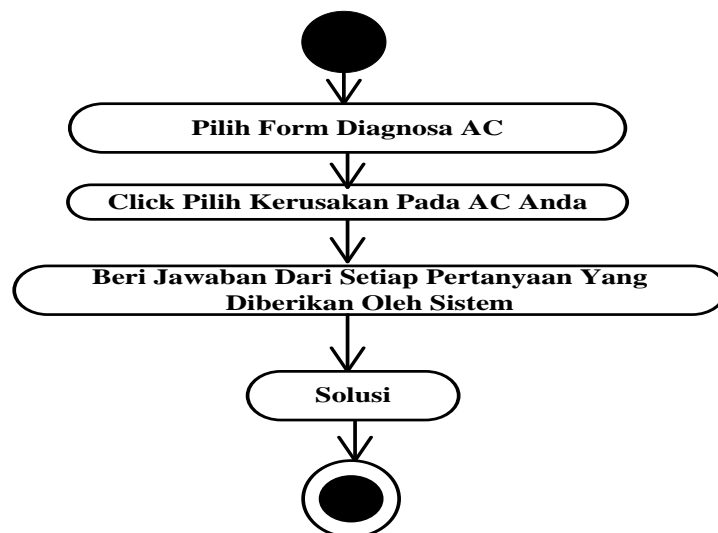 Pilih Form Diagnosa AC
Click Pilih Kerusakan Pada AC Anda
Beri Jawaban Dari Setiap Pertanyaan Yang
Diberikan Oleh Sistem
Solusi